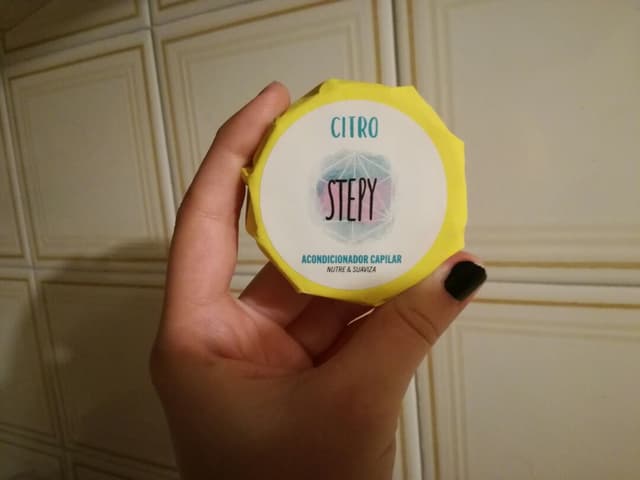 CITRO
STEPY
ACONDICIONADOR CAPILAR
NUTRE & SUAVIZA